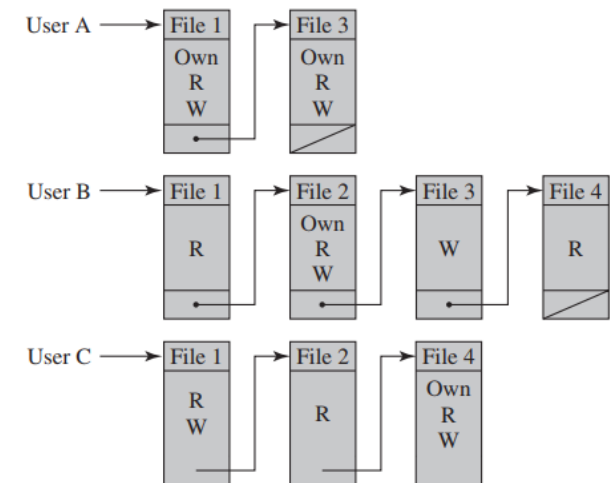 User A File 1 File 3
Own Own
R R
W W
User B File 1 File 2 File 3 File 4
Own
R R W R
W
User C File 1 File 2 File 4
Own
R R R
W W